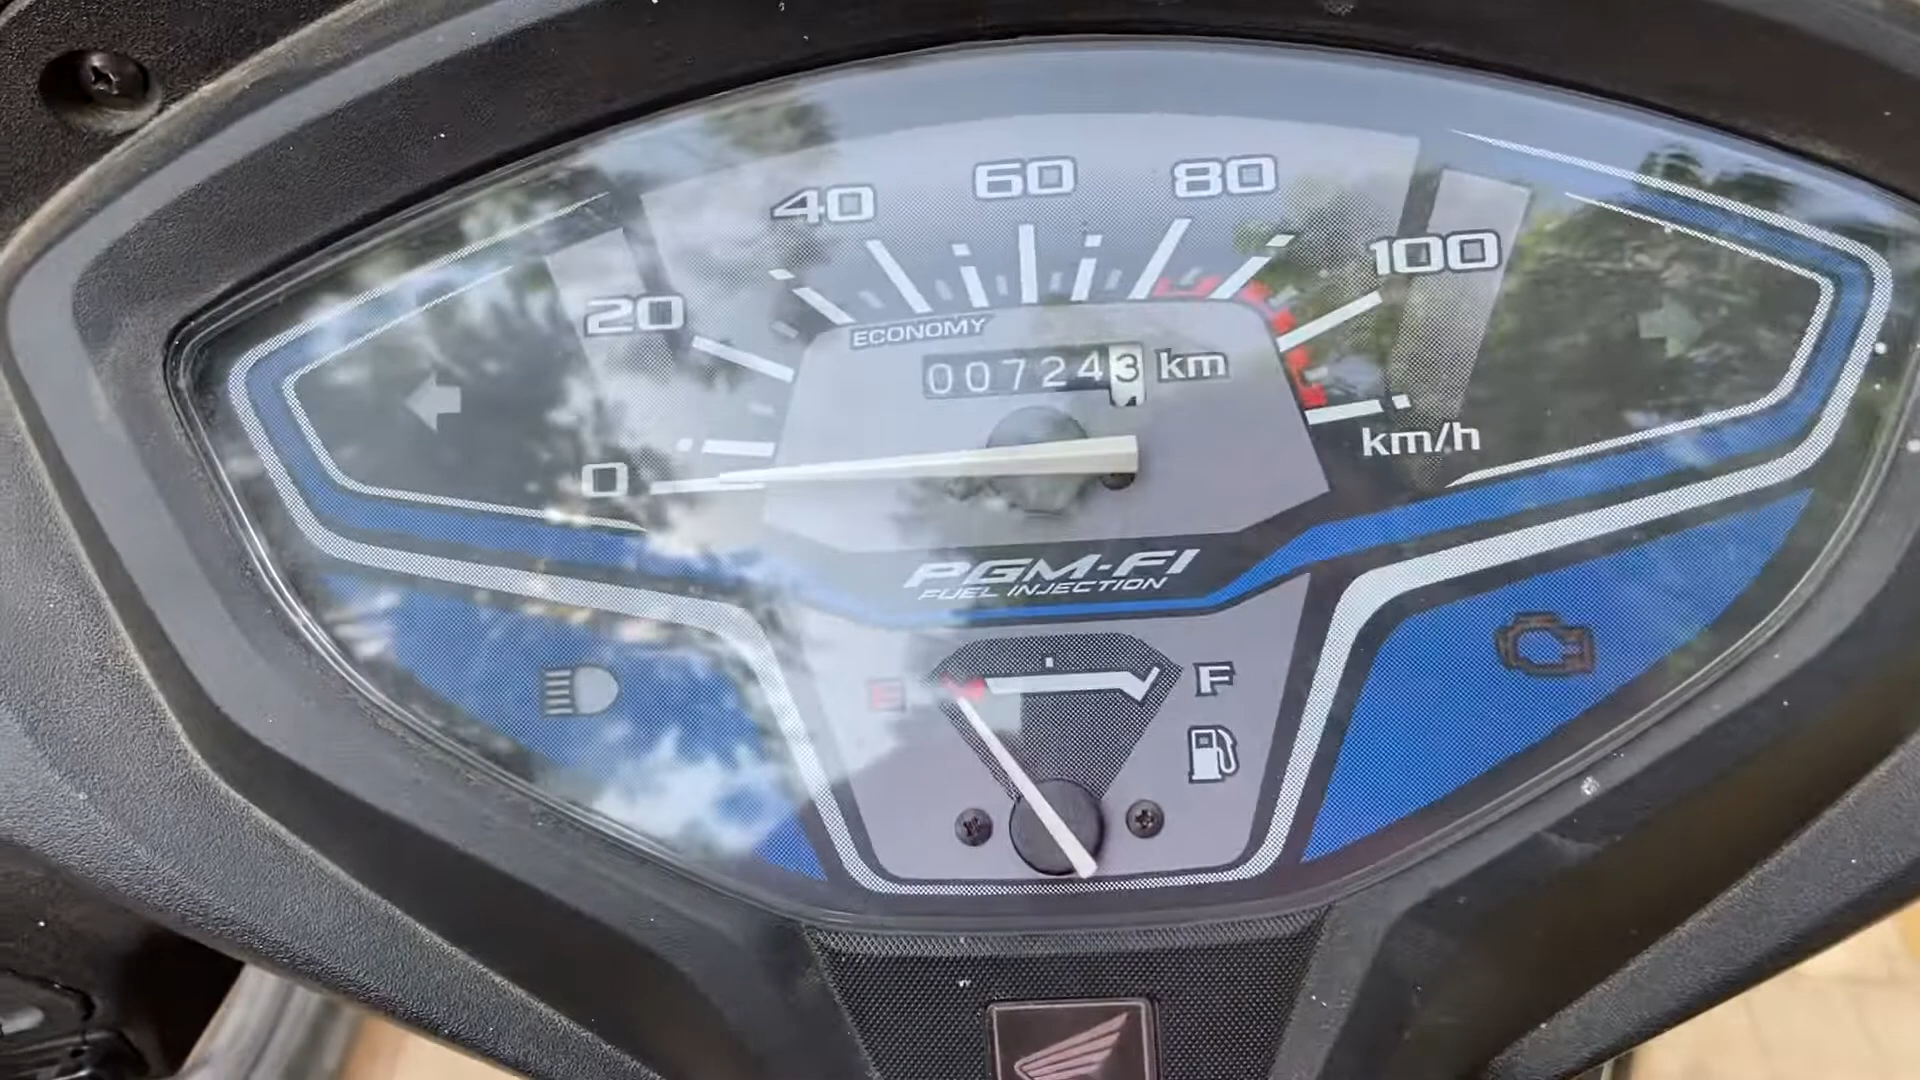 0
20
40
60
80
100
km/h
ECONOMY
007243 km
PGM-FI
FUEL INJECTION
E
F